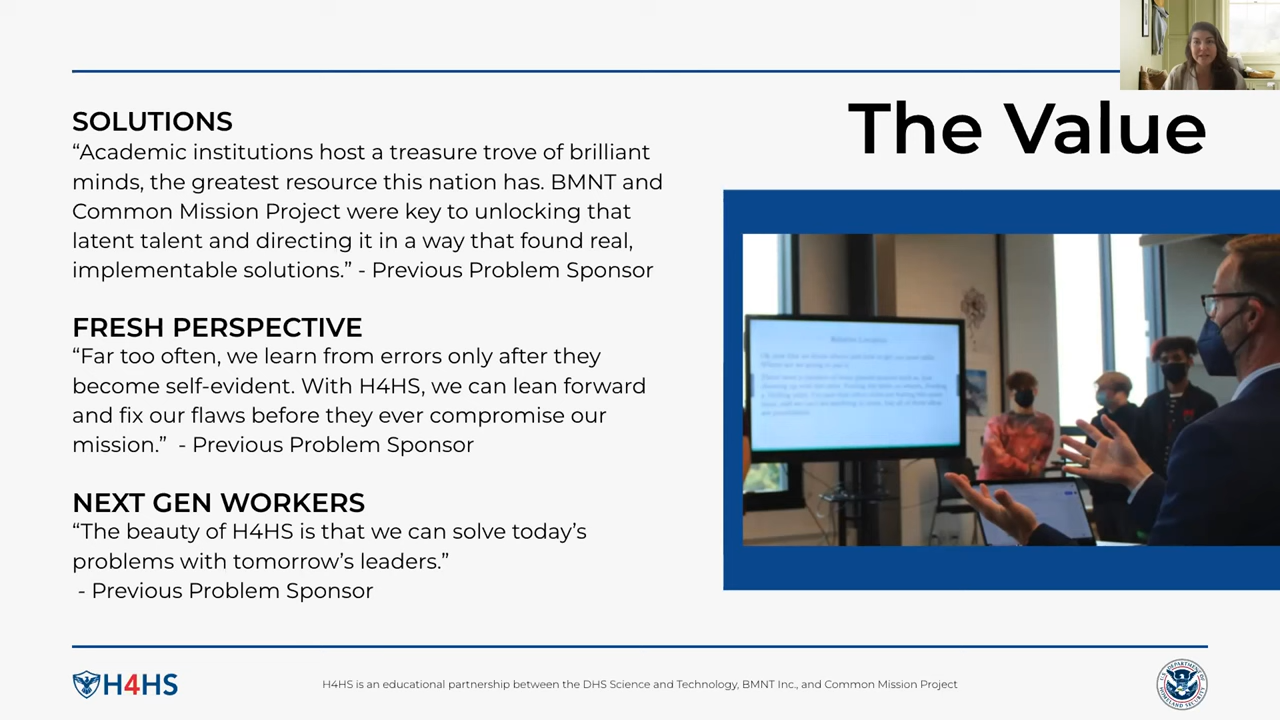 The Value
SOLUTIONS
“Academic institutions host a treasure trove of brilliant
minds, the greatest resource this nation has. BMNT and
Common Mission Project were key to unlocking that
latent talent and directing it in a way that found real,
implementable solutions.” - Previous Problem Sponsor
FRESH PERSPECTIVE
“Far too often, we learn from errors only after they
become self-evident. With H4HS, we can lean forward
and fix our flaws before they ever compromise our
mission.”  - Previous Problem Sponsor
NEXT GEN WORKERS
“The beauty of H4HS is that we can solve today’s
problems with tomorrow’s leaders.”
- Previous Problem Sponsor
H4HS
H4HS is an educational partnership between the DHS Science and Technology, BMNT Inc., and Common Mission Project